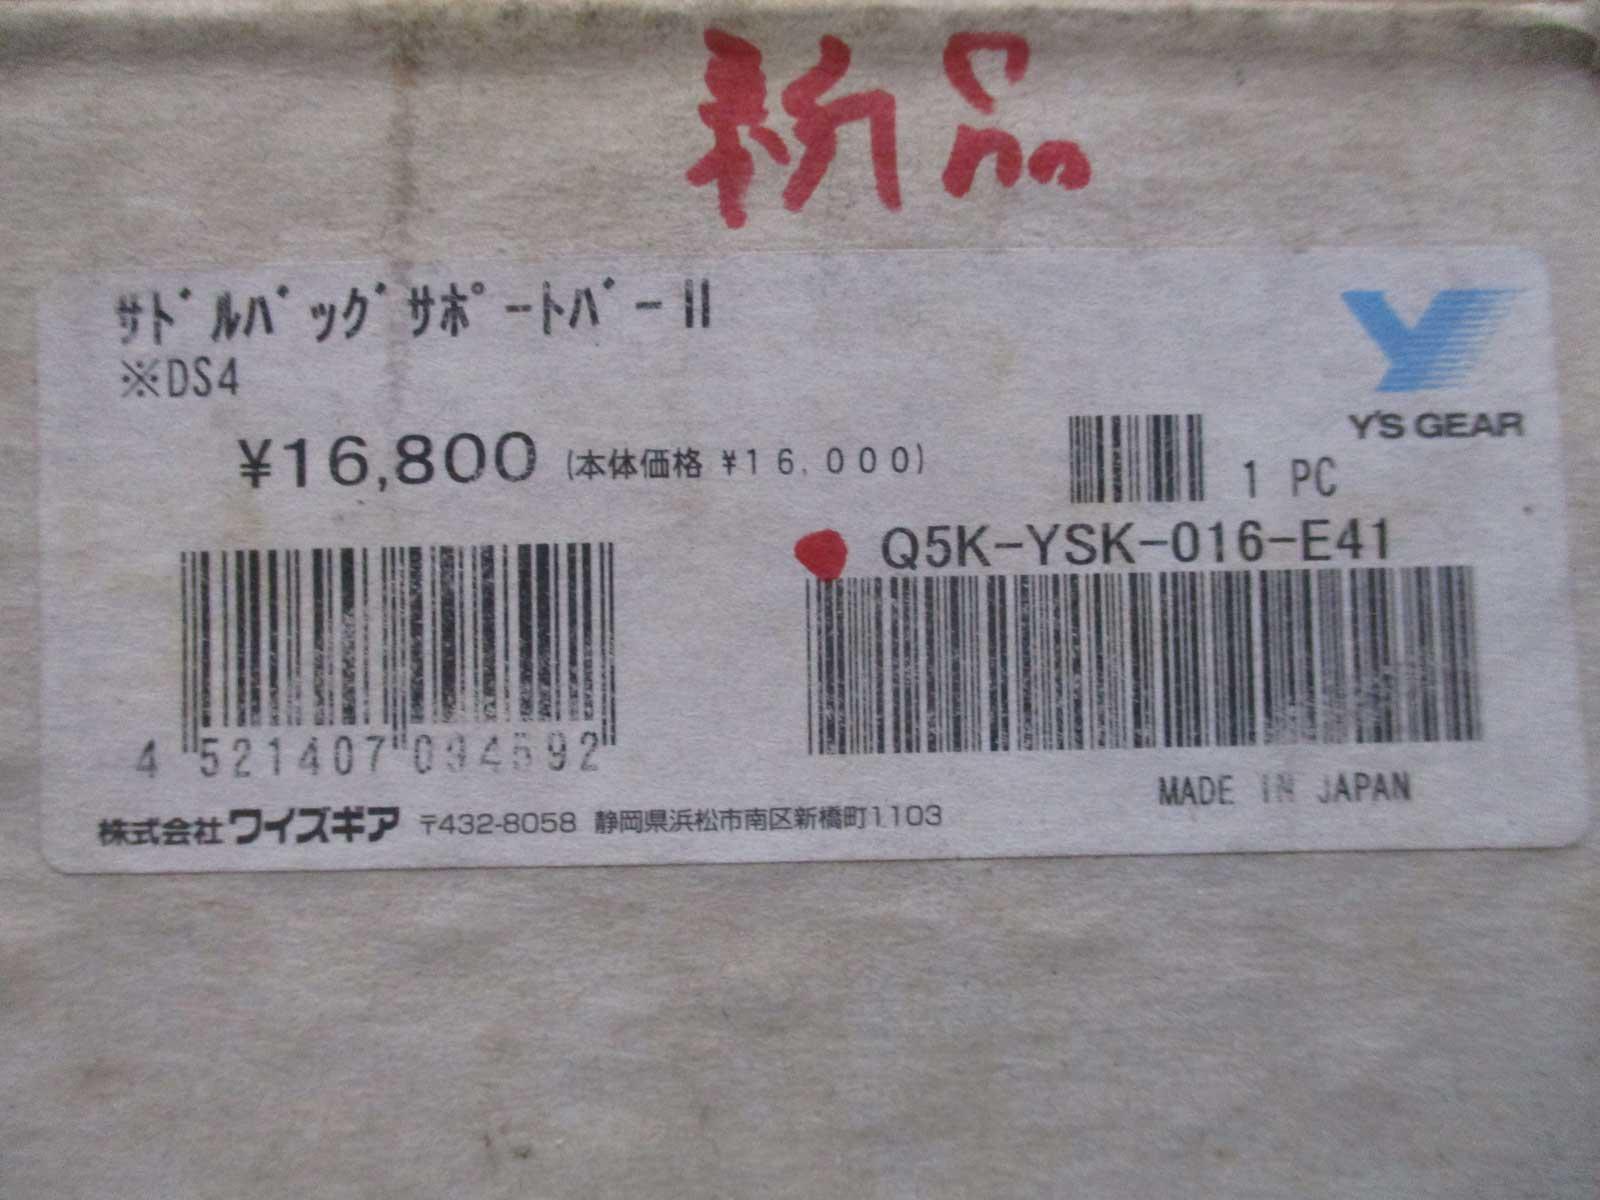 新品
ｻﾄﾞﾙﾊﾞｯｸﾞｻﾎﾟｰﾄﾊﾞｰII
※DS4
¥16,800 (本体価格 ¥16,000)
1 PC
Y'S GEAR
Q5K-YSK-016-E41
4 521407 094592
MADE IN JAPAN
株式会社ワイズギア 〒432-8058 静岡県浜松市南区新橋町1103